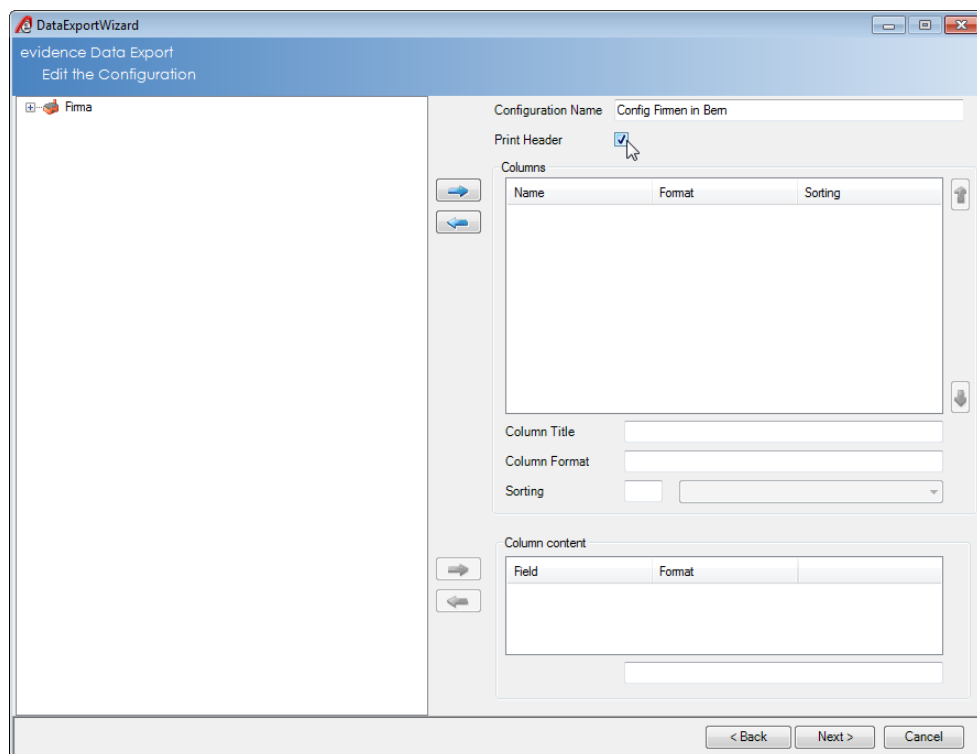 DataExportWizard
evidence Data Export
Edit the Configuration
Firma
Configuration Name Config Firmen in Bern
Print Header
Columns
Name Format Sorting
Column Title
Column Format
Sorting
Column content
Field Format
< Back Next > Cancel